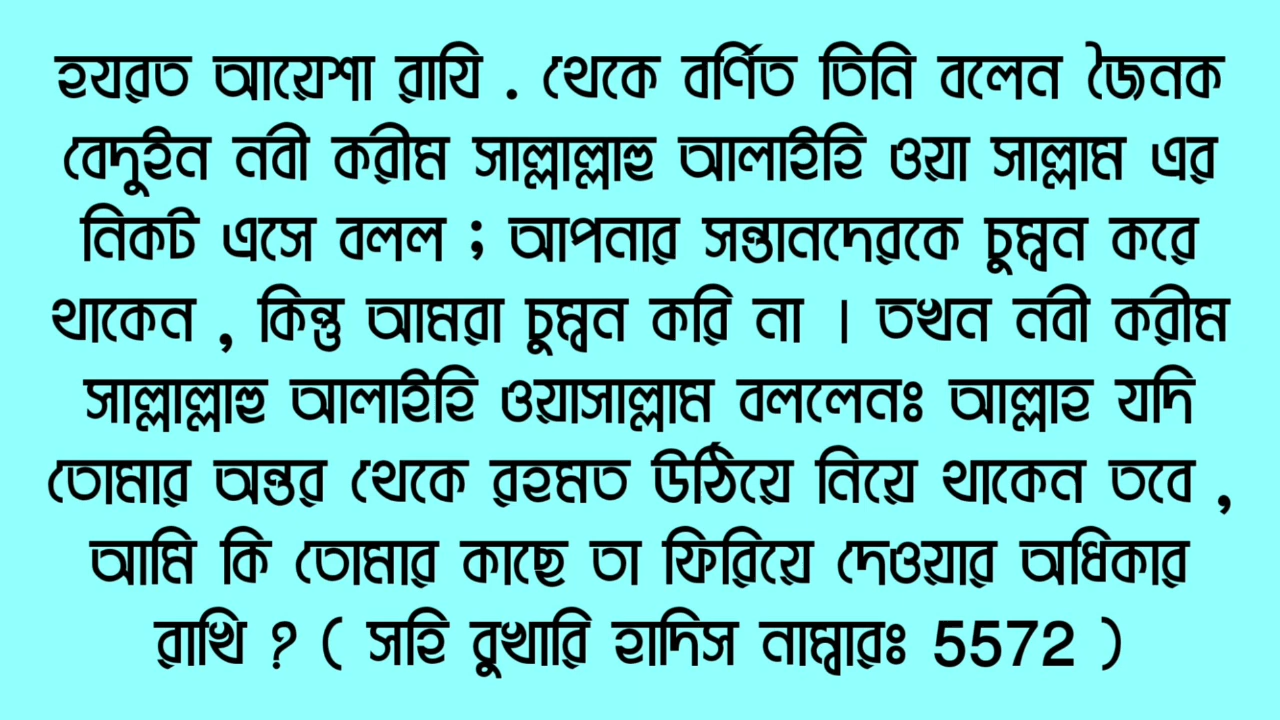 হযরত আয়েশা রাযি . থেকে বর্ণিত তিনি বলেন জৈনক
বেদুইন নবী করীম সাল্লাল্লাহু আলাইহি ওয়া সাল্লাম এর
নিকট এসে বলল ; আপনার সন্তানদেরকে চুম্বন করে
থাকেন , কিন্তু আমরা চুম্বন করি না । তখন নবী করীম
সাল্লাল্লাহু আলাইহি ওয়াসাল্লাম বললেনঃ আল্লাহ যদি
তোমার অন্তর থেকে রহমত উঠিয়ে নিয়ে থাকেন তবে ,
আমি কি তোমার কাছে তা ফিরিয়ে দেওয়ার অধিকার
রাখি ? ( সহি বুখারি হাদিস নাম্বারঃ 5572 )